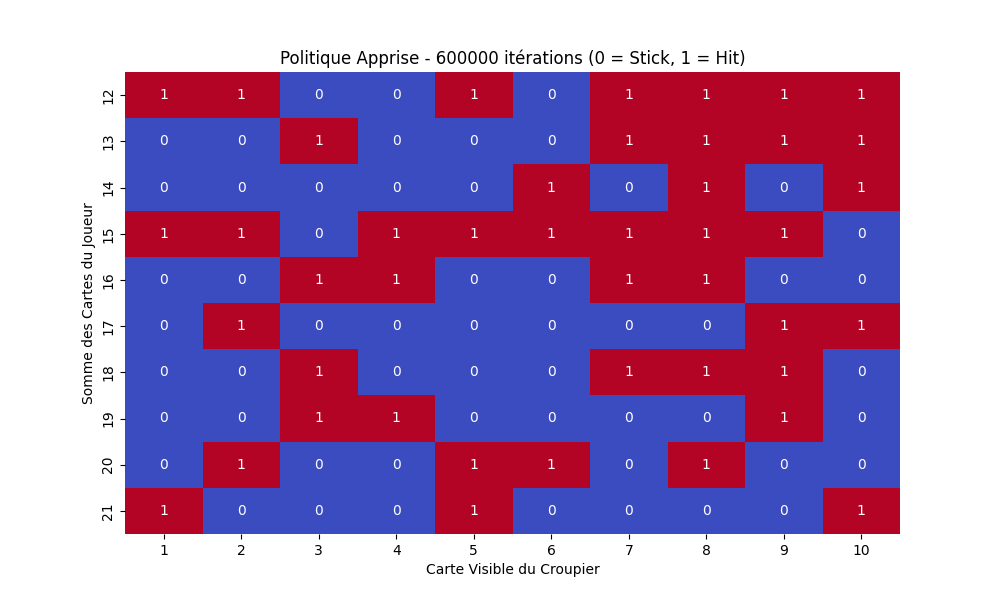 Politique Apprise - 600000 itérations (0 = Stick, 1 = Hit)
12 1 1 0 0 1 0 1 1 1 1
13 0 0 1 0 0 0 1 1 1 1
14 0 0 0 0 0 1 0 1 0 1
15 1 1 0 1 1 1 1 1 1 0
16 0 0 1 1 0 0 1 1 0 0
17 0 1 0 0 0 0 0 0 1 1
18 0 0 1 0 0 0 1 1 1 0
19 0 0 1 1 0 0 0 0 1 0
20 0 1 0 0 1 1 0 1 0 0
21 1 0 0 0 1 0 0 0 0 1
1 2 3 4 5 6 7 8 9 10
Carte Visible du Croupier
Somme des Cartes du Joueur